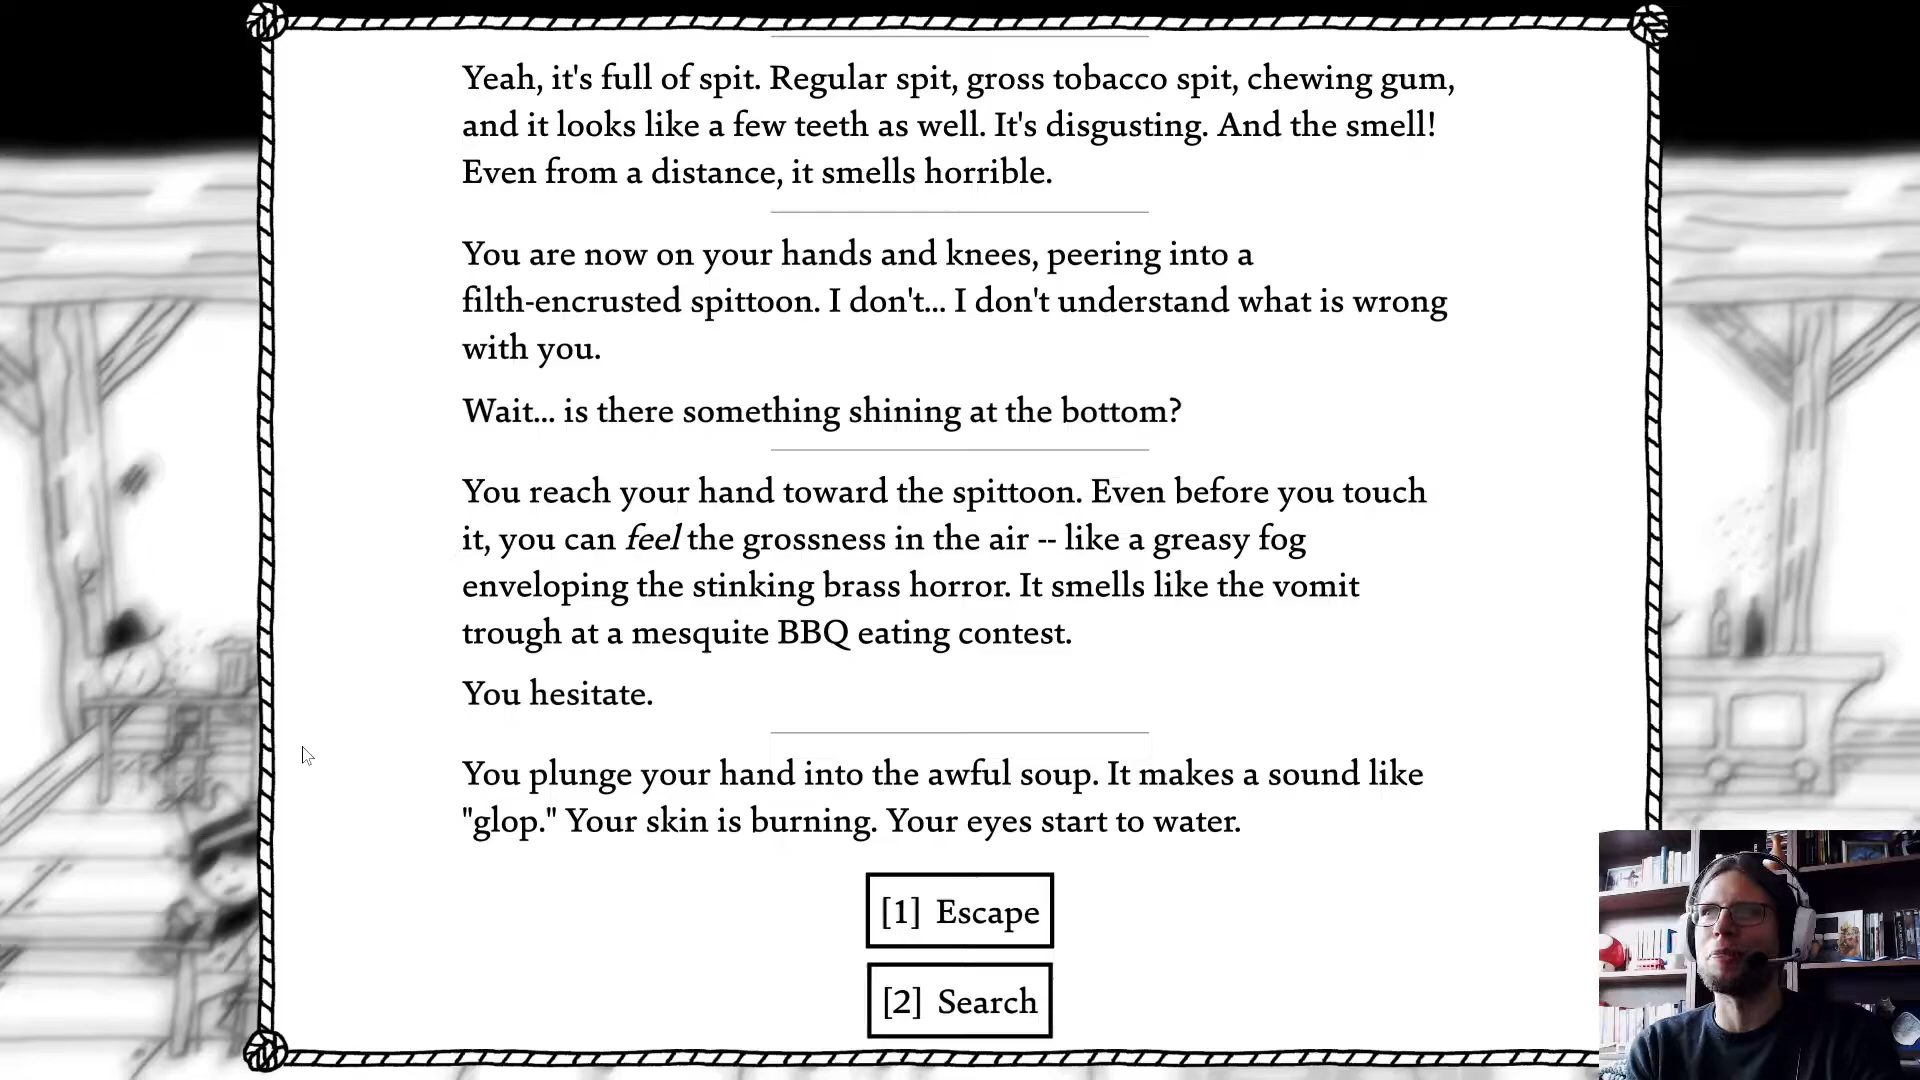 Yeah, it's full of spit. Regular spit, gross tobacco spit, chewing gum,
and it looks like a few teeth as well. It's disgusting. And the smell!
Even from a distance, it smells horrible.
You are now on your hands and knees, peering into a
filth-encrusted spittoon. I don't... I don't understand what is wrong
with you.
Wait... is there something shining at the bottom?
You reach your hand toward the spittoon. Even before you touch
it, you can feel the grossness in the air -- like a greasy fog
enveloping the stinking brass horror. It smells like the vomit
trough at a mesquite BBQ eating contest.
You hesitate.
You plunge your hand into the awful soup. It makes a sound like
"glop." Your skin is burning. Your eyes start to water.
[1] Escape
[2] Search